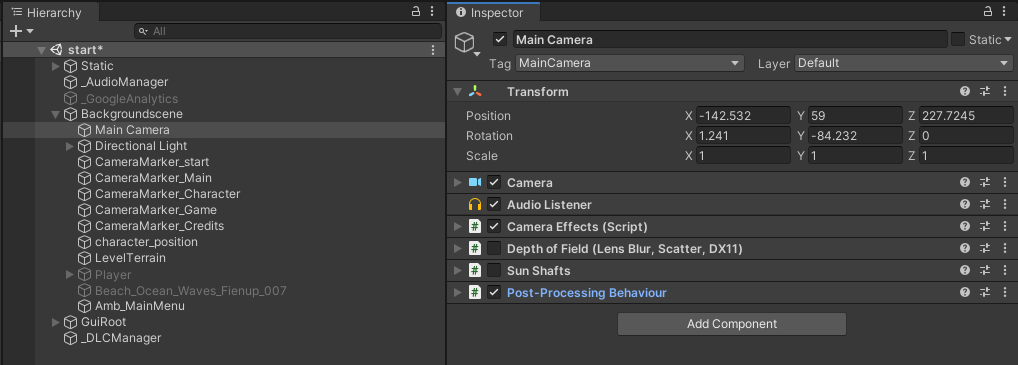 Hierarchy
All
start*
Static
_AudioManager
_GoogleAnalytics
Backgroundscene
Main Camera
Directional Light
CameraMarker_start
CameraMarker_Main
CameraMarker_Character
CameraMarker_Game
CameraMarker_Credits
character_position
LevelTerrain
Player
Beach_Ocean_Waves_Fienup_007
Amb_MainMenu
GuiRoot
_DLCManager
Inspector
Main Camera Static
Tag MainCamera Layer Default
Transform
Position X -142.532 Y 59 Z 227.7245
Rotation X 1.241 Y -84.232 Z 0
Scale X 1 Y 1 Z 1
Camera
Audio Listener
# Camera Effects (Script)
# Depth of Field (Lens Blur, Scatter, DX11)
# Sun Shafts
# Post-Processing Behaviour
Add Component